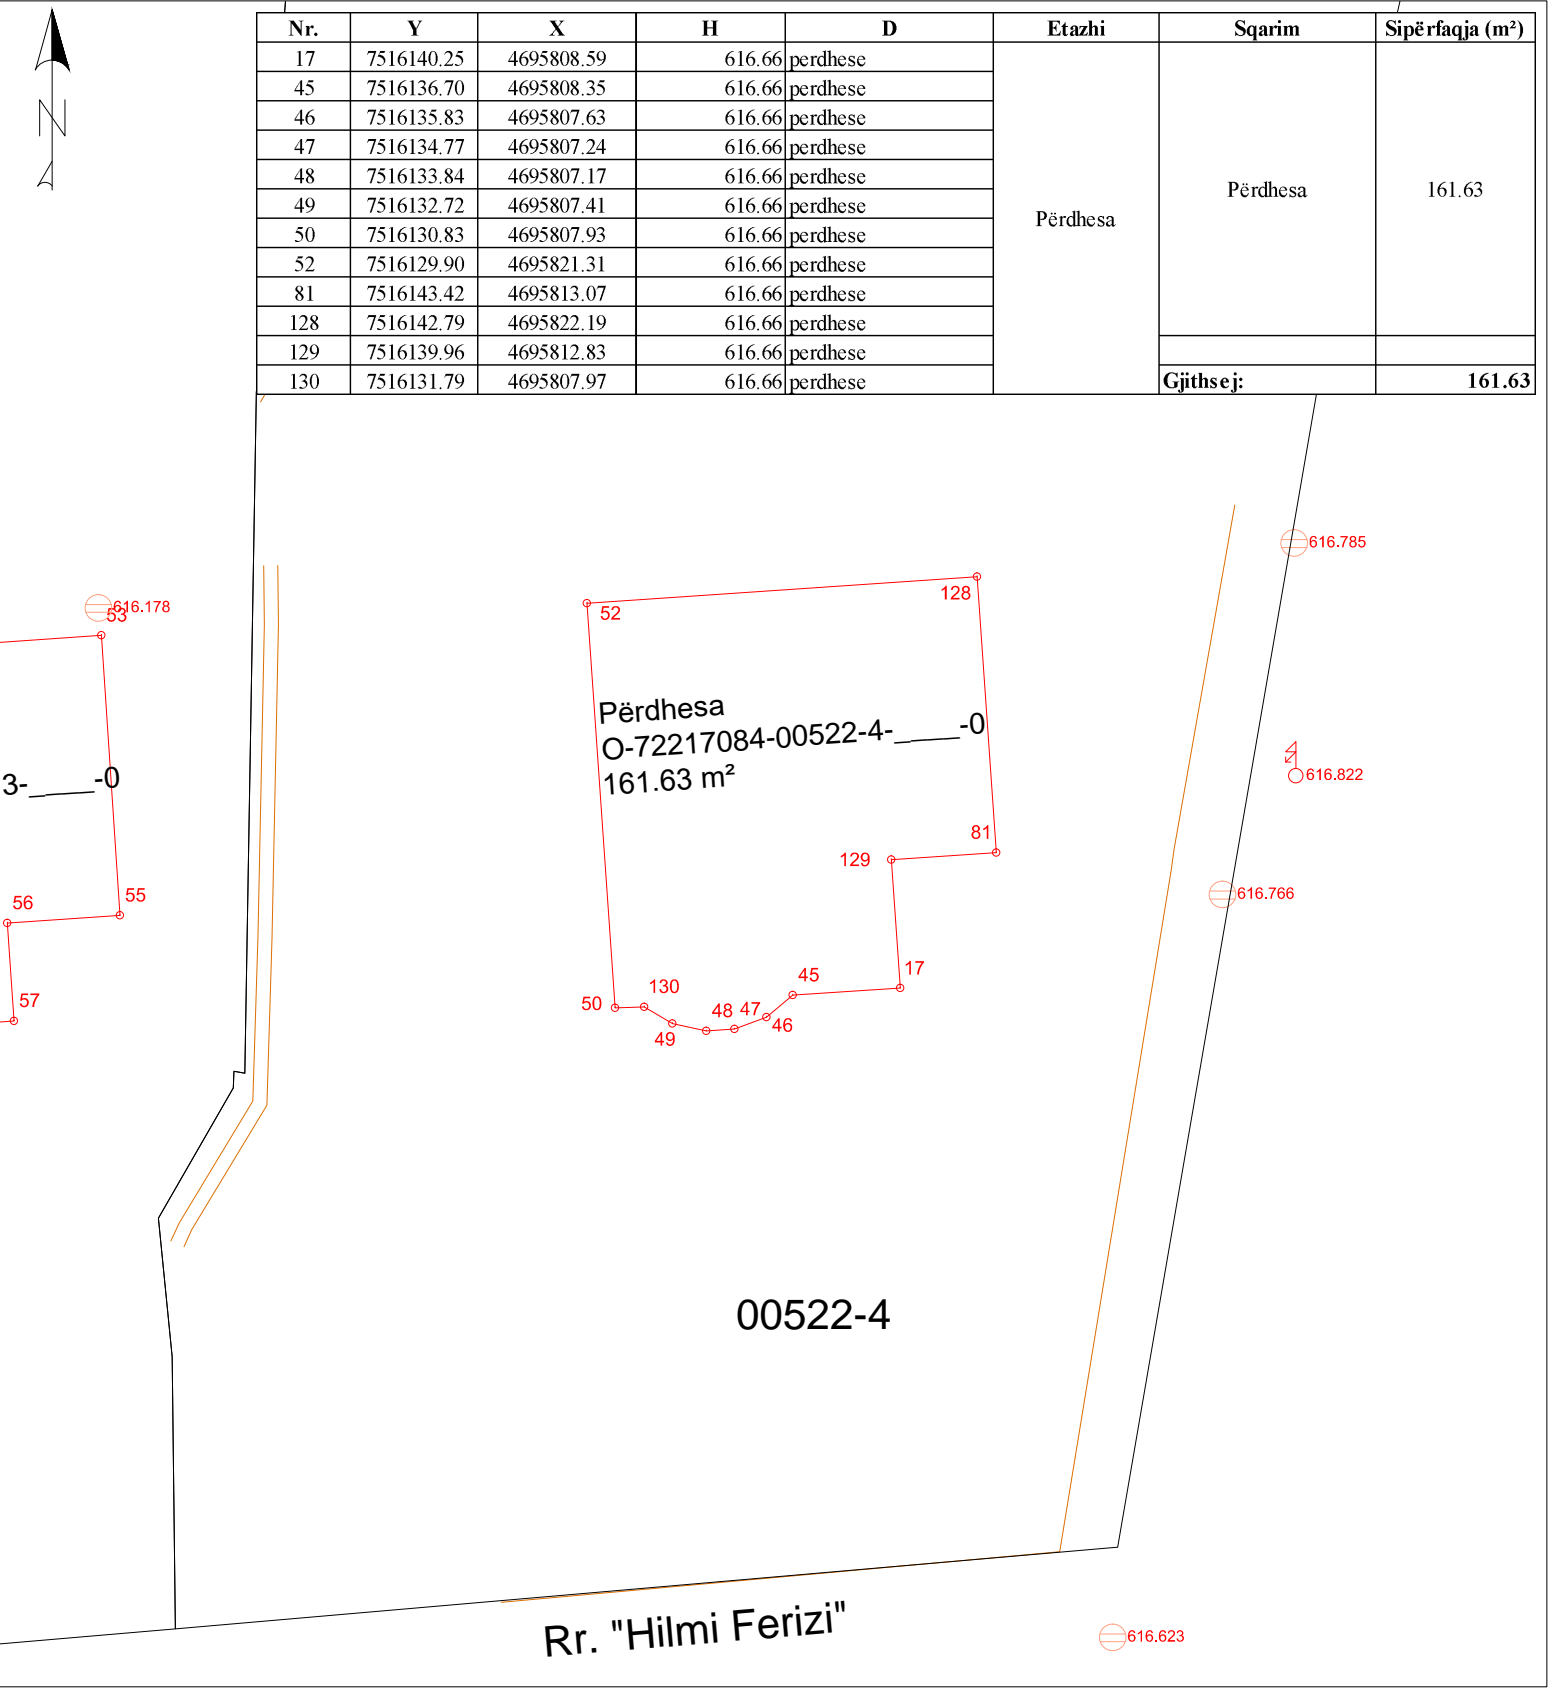 Nr. Y X H D Etazhi Sqarim Sipërfaqja (m²)
17 7516140.25 4695808.59 616.66 perdhese
45 7516136.70 4695808.35 616.66 perdhese
46 7516135.83 4695807.63 616.66 perdhese
47 7516134.77 4695807.24 616.66 perdhese
48 7516133.84 4695807.17 616.66 perdhese
Përdhesa 161.63
49 7516132.72 4695807.41 616.66 perdhese
Përdhesa
50 7516130.83 4695807.93 616.66 perdhese
52 7516129.90 4695821.31 616.66 perdhese
81 7516143.42 4695813.07 616.66 perdhese
128 7516142.79 4695822.19 616.66 perdhese
129 7516139.96 4695812.83 616.66 perdhese
130 7516131.79 4695807.97 616.66 perdhese Gjithsej: 161.63
N
616.785
616.178
53
52
128
Përdhesa
O-72217084-00522-4-____-0
161.63 m²
3-____-0
616.822
81
129
616.766
56
55
57
17
45
130
50
48
47
46
49
00522-4
Rr. "Hilmi Ferizi"
616.623